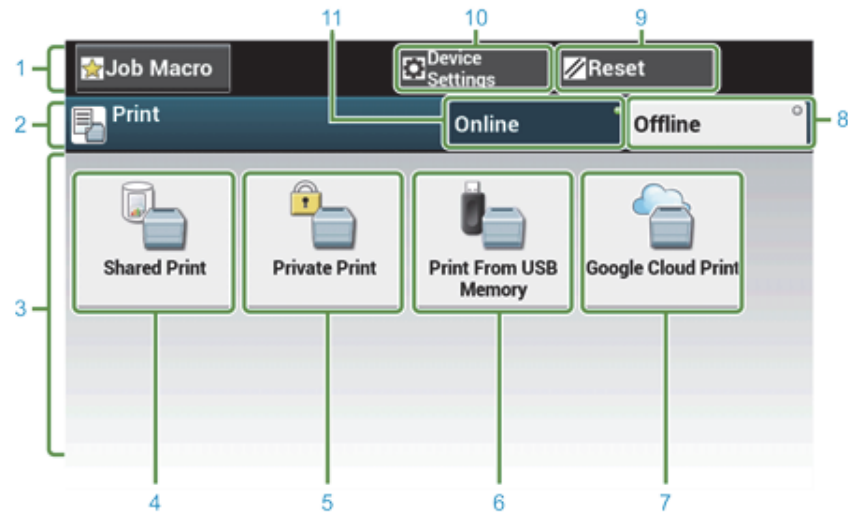 11 10 9
1 Job Macro Device Settings Reset
2 Print Online Offline 8
3
Shared Print Private Print Print From USB Memory Google Cloud Print
4 5 6 7